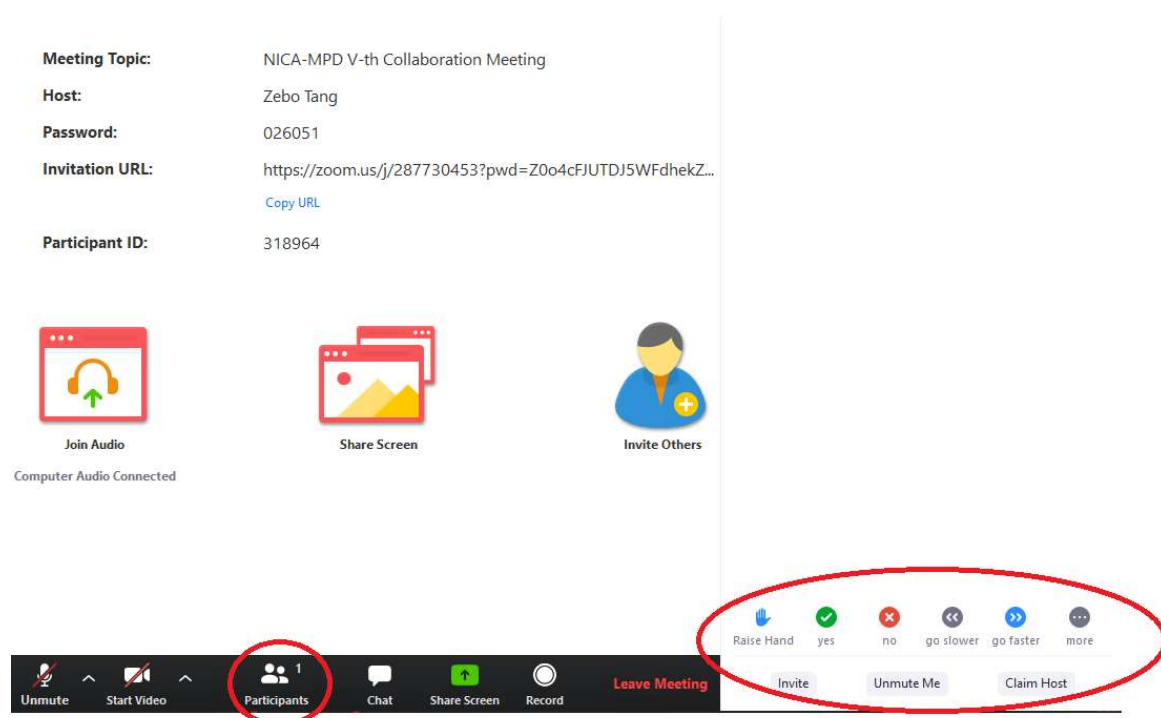 Meeting Topic: NICA-MPD V-th Collaboration Meeting
Host: Zebo Tang
Password: 026051
Invitation URL: https://zoom.us/j/287730453?pwd=Z0o4cFJUTDJ5WFdhekZ...
Copy URL
Participant ID: 318964
Join Audio Share Screen Invite Others
Computer Audio Connected
Raise Hand yes no go slower go faster more
1
Unmute Start Video Participants Chat Share Screen Record Leave Meeting
Invite Unmute Me Claim Host